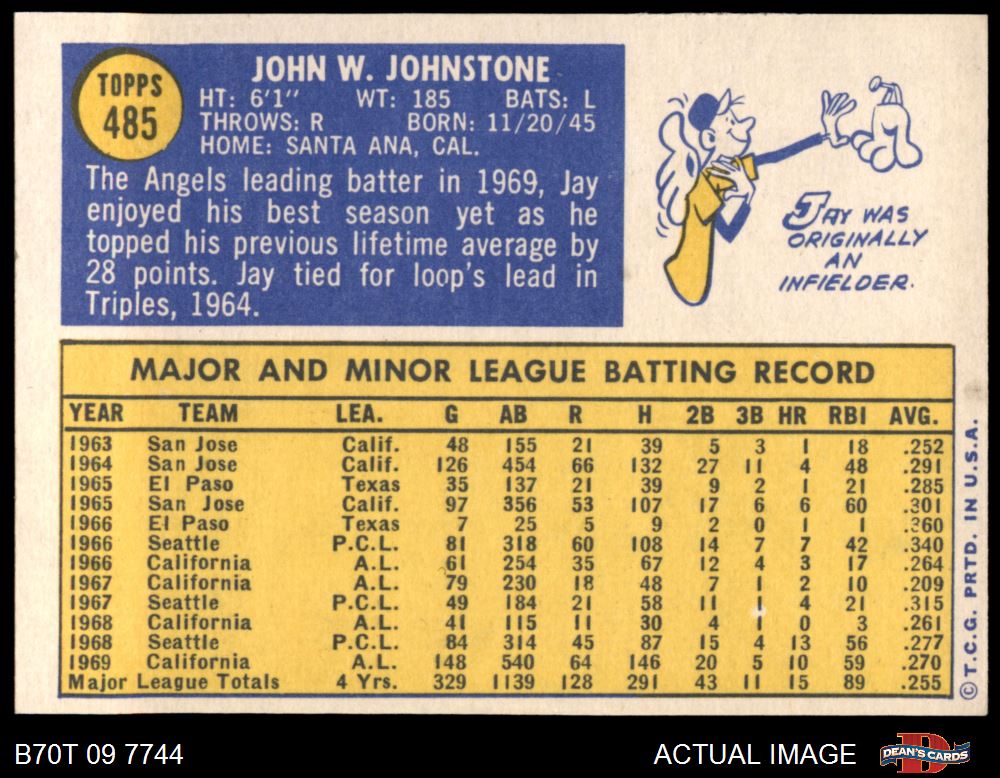 TOPPS
485
JOHN W. JOHNSTONE
HT: 6'1" WT: 185 BATS: L
THROWS: R BORN: 11/20/45
HOME: SANTA ANA, CAL.
The Angels leading batter in 1969, Jay
enjoyed his best season yet as he
topped his previous lifetime average by
28 points. Jay tied for loop's lead in
Triples, 1964.
JAY WAS
ORIGINALLY
AN
INFIELDER.
MAJOR AND MINOR LEAGUE BATTING RECORD
YEAR TEAM LEA. G AB R H 2B 3B HR RBI AVG.
1963 San Jose Calif. 48 155 21 39 5 3 1 18 .252
1964 San Jose Calif. 126 454 66 132 27 11 4 48 .291
1965 El Paso Texas 35 137 21 39 9 2 1 21 .285
1965 San Jose Calif. 97 356 53 107 17 6 6 60 .301
1966 El Paso Texas 7 25 5 9 2 0 1 1 .360
1966 Seattle P.C.L. 81 318 60 108 14 7 7 42 .340
1966 California A.L. 61 254 35 67 12 4 3 17 .264
1967 California A.L. 79 230 18 48 7 1 2 10 .209
1967 Seattle P.C.L. 49 184 21 58 11 1 4 21 .315
1968 California A.L. 41 115 11 30 4 1 0 3 .261
1968 Seattle P.C.L. 84 314 45 87 15 4 13 56 .277
1969 California A.L. 148 540 64 146 20 5 10 59 .270
Major League Totals 4 Yrs. 329 1139 128 291 43 11 15 89 .255
© T.C.G. PRTD. IN U.S.A.
B70T 09 7744
ACTUAL IMAGE
DEAN'S CARDS